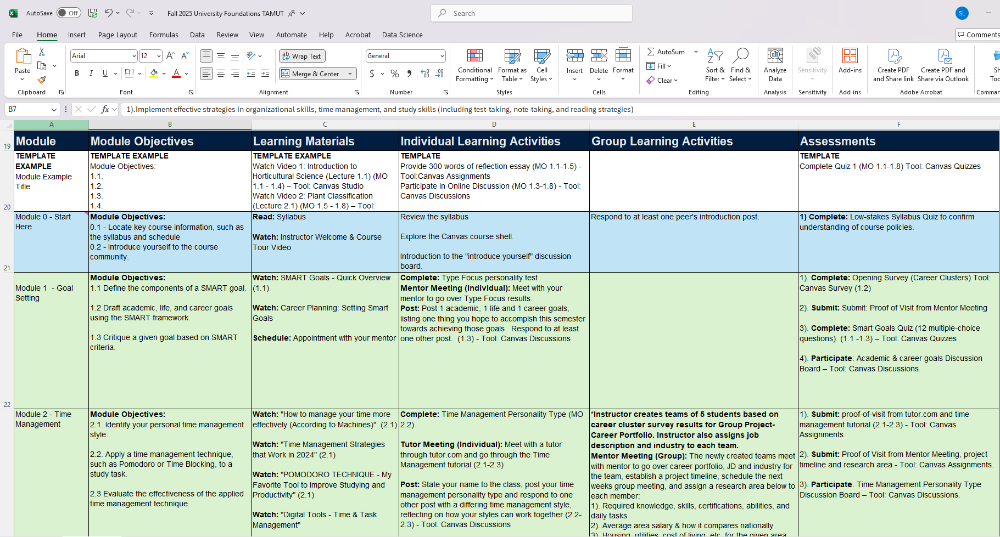 AutoSave Off Fall 2025 University Foundations TAMUT Search SL
File Home Insert Page Layout Formulas Data Review View Automate Help Acrobat Data Science Comments
Arial 12 Wrap Text General AutoSum
Paste B I U Merge & Center $ % Conditional Formatting Format as Table Cell Styles Insert Delete Format Fill Clear Sort & Filter Find & Select Analyze Data Sensitivity Add-ins Create PDF and Share link Create PDF and Share via Outlook
Clipboard Font Alignment Number Styles Cells Editing Analysis Sensitivity Add-ins Adobe Acrobat
B7 fx 1).Implement effective strategies in organizational skills, time management, and study skills (including test-taking, note-taking, and reading strategies)
A B C D E F
19 Module Module Objectives Learning Materials Individual Learning Activities Group Learning Activities Assessments
20
TEMPLATE
EXAMPLE
Module Example
Title
TEMPLATE EXAMPLE
Module Objectives:
1.1.
1.2.
1.3.
1.4.
TEMPLATE EXAMPLE
Watch Video 1: Introduction to
Horticultural Science (Lecture 1.1) (MO
1.1 - 1.4) – Tool: Canvas Studio
Watch Video 2: Plant Classification
(Lecture 2.1) (MO 1.5 - 1.8) – Tool:
TEMPLATE
Provide 300 words of reflection essay (MO 1.1-1.5) -
Tool:Canvas Assignments
Participate in Online Discussion (MO 1.3-1.8) - Tool:
Canvas Discussions
TEMPLATE
Complete Quiz 1 (MO 1.1-1.8) Tool: Canvas Quizzes
21
Module 0 - Start
Here
Module Objectives:
0.1 - Locate key course information, such as
the syllabus and schedule
0.2 - Introduce yourself to the course
community.
Read: Syllabus
Watch: Instructor Welcome & Course
Tour Video
Review the syllabus
Explore the Canvas course shell.
Introduction to the "introduce yourself" discussion
board.
Respond to at least one peer's introduction post.
1) Complete: Low-stakes Syllabus Quiz to confirm
understanding of course policies.
22
Module 1  - Goal
Setting
Module Objectives:
1.1 Define the components of a SMART goal.
1.2 Draft academic, life, and career goals
using the SMART framework.
1.3 Critique a given goal based on SMART
criteria.
Watch: SMART Goals - Quick Overview
(1.1)
Watch: Career Planning: Setting Smart
Goals
Schedule: Appointment with your mentor
Complete: Type Focus personality test
Mentor Meeting (Individual): Meet with your
mentor to go over Type Focus results.
Post: Post 1 academic, 1 life and 1 career goals,
listing one thing you hope to accomplsh this semester
towards achieving those goals.  Respond to at least
one other post.  (1.3) - Tool: Canvas Discussions
1). Complete: Opening Survey (Career Clusters) Tool:
Canvas Survey (1.2)
2). Submit: Submit: Proof of Visit from Mentor Meeting
3). Complete: Smart Goals Quiz (12 multiple-choice
questions). (1.1 -1.3) – Tool: Canvas Quizzes
4). Participate: Academic & career goals Discussion
Board – Tool: Canvas Discussions.
Module 2 - Time
Management
Module Objectives:
2.1. Identify your personal time management
style.
2.2. Apply a time management technique,
such as Pomodoro or Time Blocking, to a
study task.
2.3 Evaluate the effectiveness of the applied
time management technique
Watch: "How to manage your time more
effectively (According to Machines)"  (2.1)
Watch: "Time Management Strategies
that Work in 2024" (2.1)
Watch: "POMODORO TECHNIQUE - My
Favorite Tool to Improve Studying and
Productivity" (2.1)
Watch: "Digital Tools - Time & Task
Management"
Complete: Time Management Personality Type (MO
2.2)
Tutor Meeting (Individual): Meet with a tutor
through tutor.com and go through the Time
Management tutorial (2.1-2.3)
Post: State your name to the class, post your time
management personality type and respond to one
other post with a differing time management style,
reflecting on how your styles can work together (2.2-
2.3) - Tool: Canvas Discussions
*Instructor creates teams of 5 students based on
career cluster survey results for Group Project-
Career Portfolio. Instructor also assigns job
description and industry to each team.
Mentor Meeting (Group): The newly created teams meet
with mentor to go over career portfolio, JD and industry for
the team, establish a project timeline, schedule the next
weeks group meeting, and assign a research area below to
each member:
1). Required knowledge, skills, certifications, abilities, and
daily tasks
2). Average area salary & how it compares nationally
3). Housing, utilities, cost of living, etc. for the given area
1). Submit: proof-of-visit from tutor.com and time
management tutorial (2.1-2.3) - Tool: Canvas
Assignments
2). Submit: Proof of Visit from Mentor Meeting, project
timeline and research area - Tool: Canvas Assignments.
3). Participate: Time Management Personality Type
Discussion Board – Tool: Canvas Discussions.